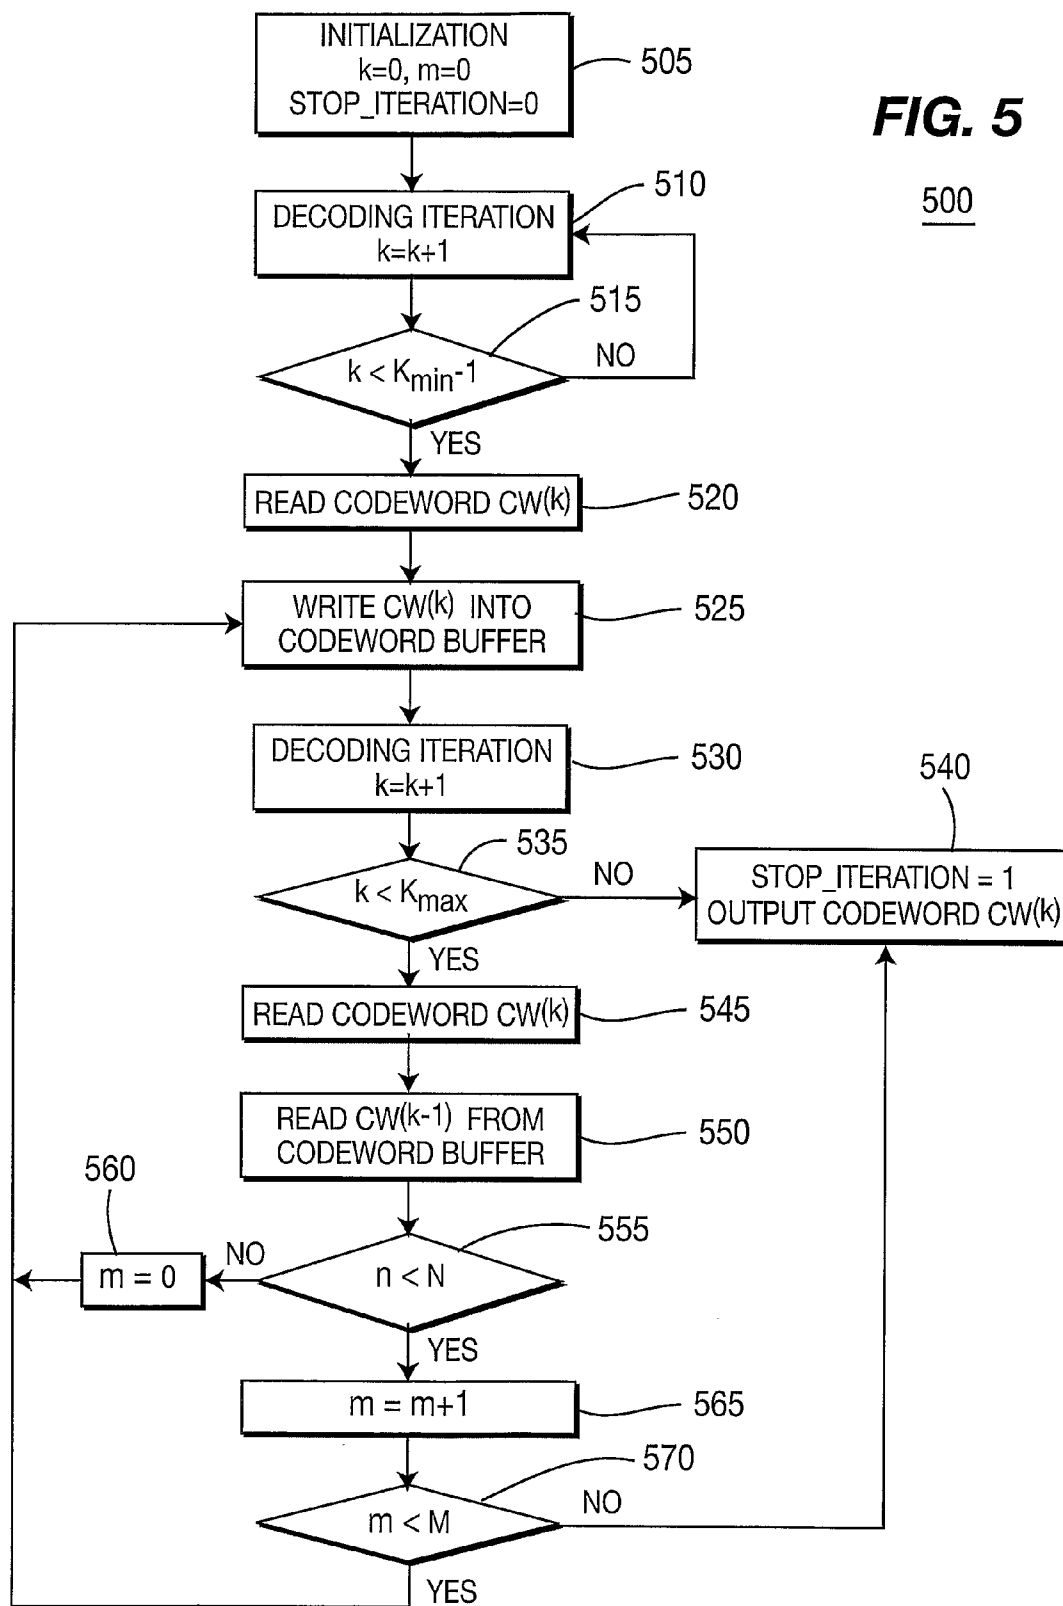 INITIALIZATION
k=0, m=0
STOP_ITERATION=0
505
FIG. 5
500
DECODING ITERATION
k=k+1
510
515
k < Kmin-1
NO
YES
READ CODEWORD CW(k)
520
WRITE CW(k) INTO
CODEWORD BUFFER
525
DECODING ITERATION
k=k+1
530
535
k < Kmax
NO
540
STOP_ITERATION = 1
OUTPUT CODEWORD CW(k)
YES
READ CODEWORD CW(k)
545
READ CW(k-1) FROM
CODEWORD BUFFER
550
555
n < N
NO
560
m = 0
YES
m = m+1
565
570
m < M
NO
YES